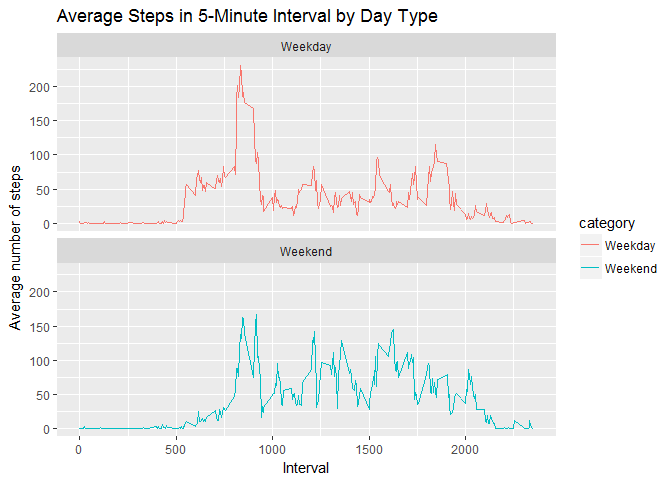 Average Steps in 5-Minute Interval by Day Type
Weekday
200
150
100
50
0
Weekend
200
150
100
50
0
0 500 1000 1500 2000
Interval
Average number of steps
category
Weekday
Weekend